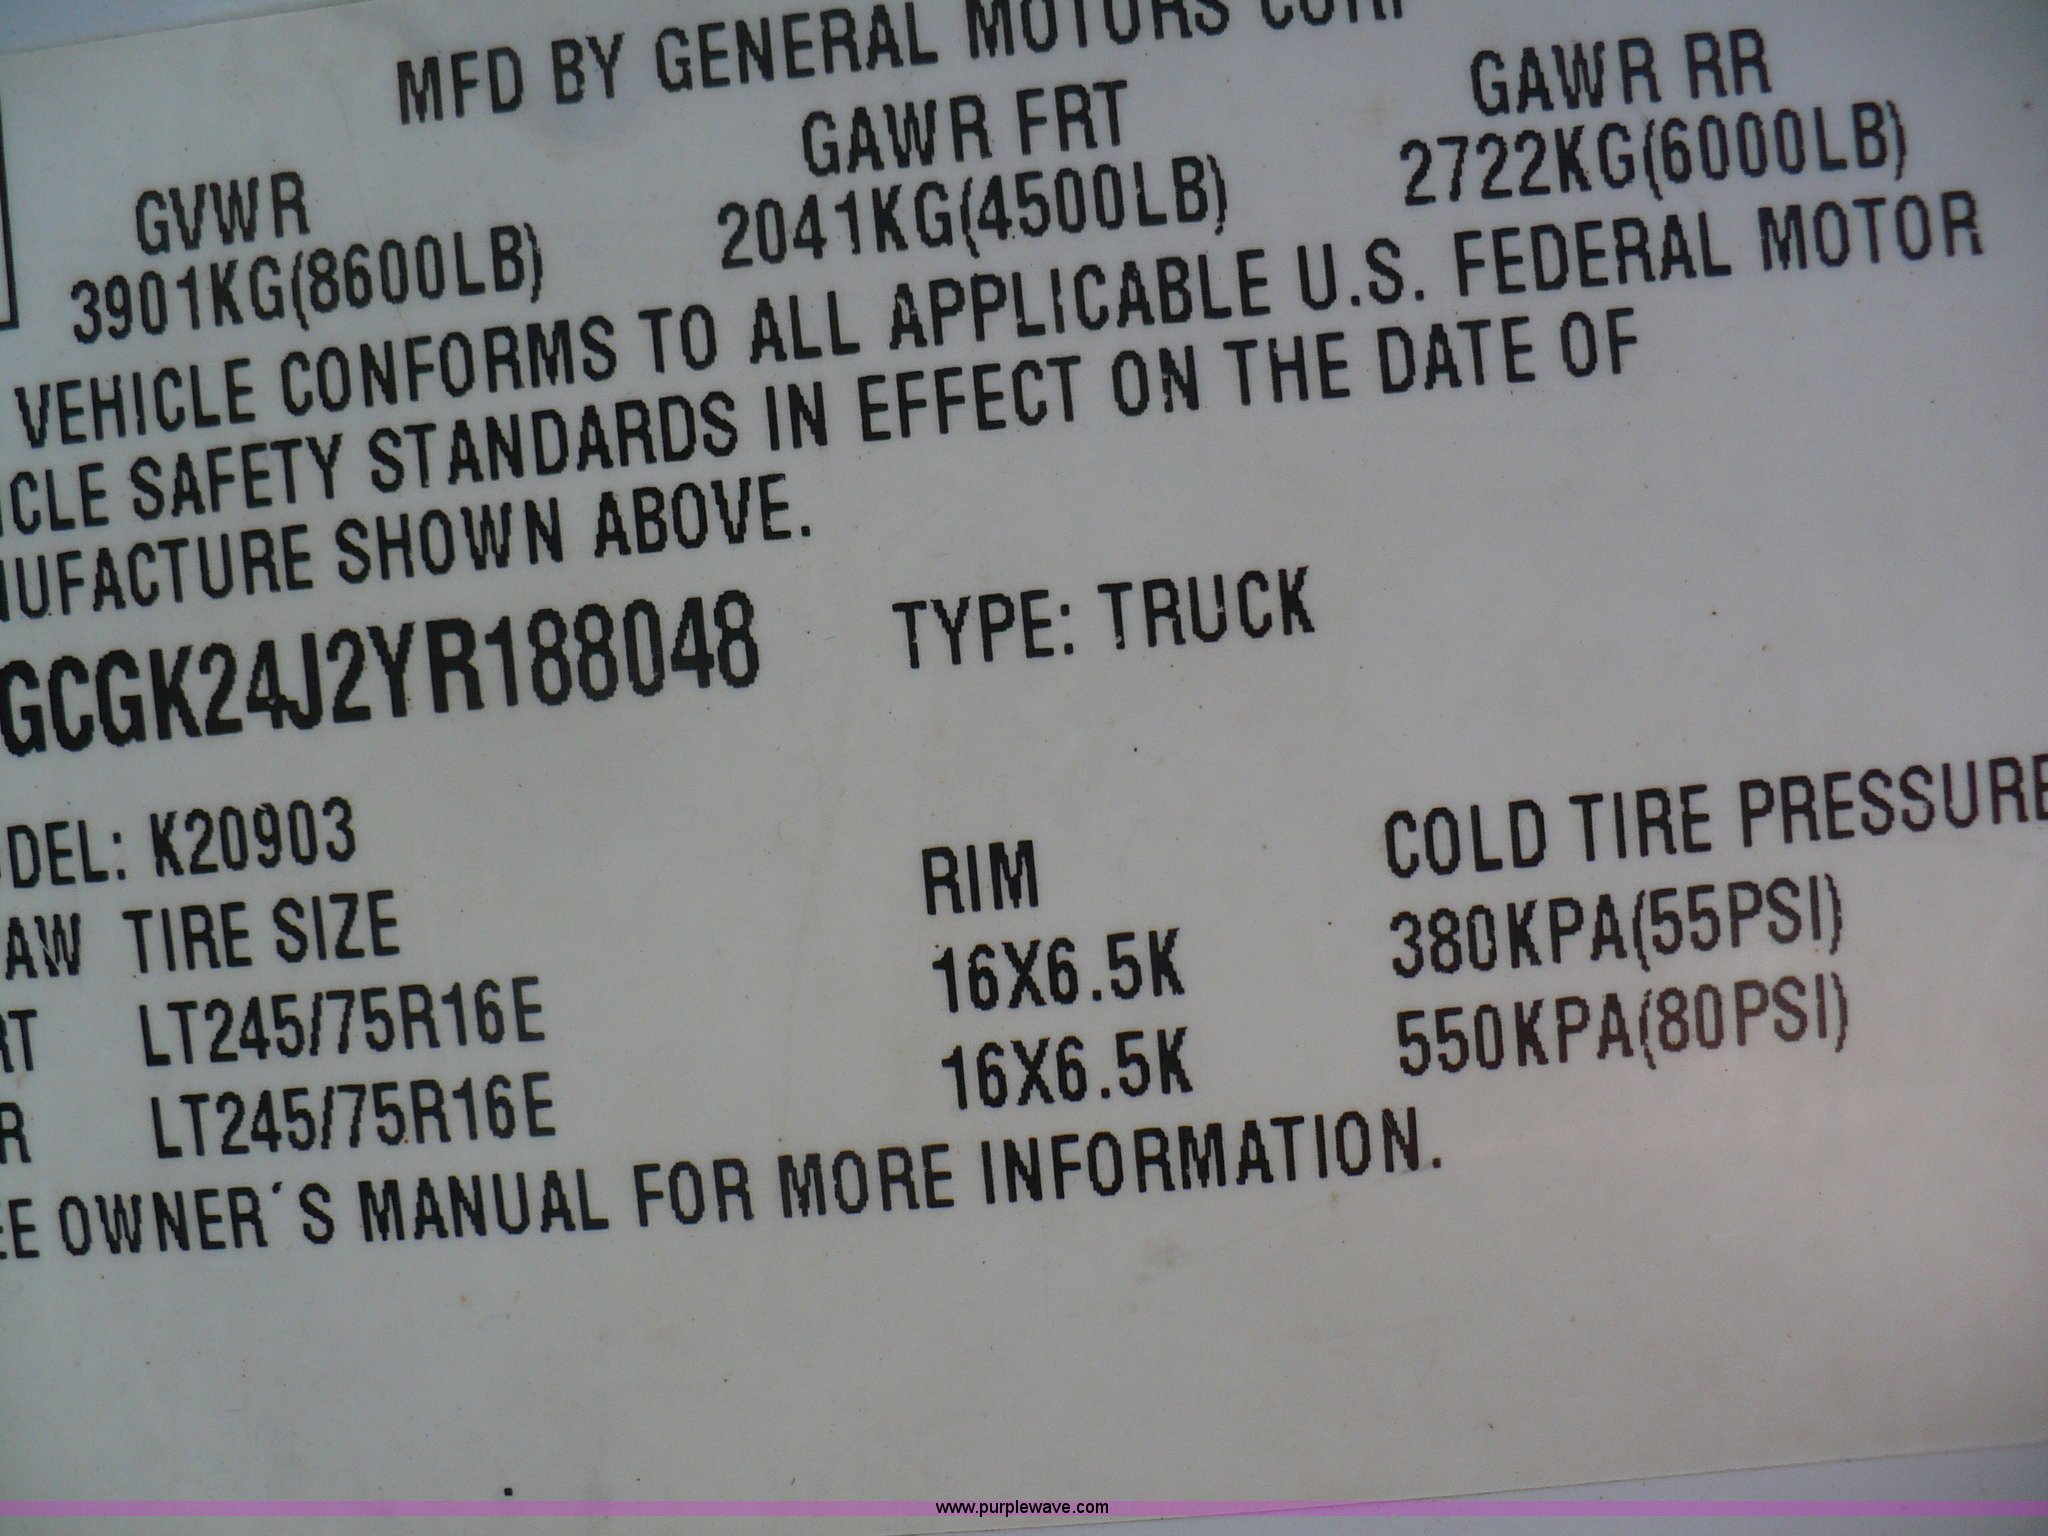 MFD BY GENERAL MOTORS CORP
GVWR GAWR FRT GAWR RR
3901KG(8600LB) 2041KG(4500LB) 2722KG(6000LB)
VEHICLE CONFORMS TO ALL APPLICABLE U.S. FEDERAL MOTOR
ICLE SAFETY STANDARDS IN EFFECT ON THE DATE OF
NUFACTURE SHOWN ABOVE.
GCGK24J2YR188048 TYPE: TRUCK
ODEL: K20903
AW TIRE SIZE RIM COLD TIRE PRESSURE
RT LT245/75R16E 16X6.5K 380KPA(55PSI)
R LT245/75R16E 16X6.5K 550KPA(80PSI)
EE OWNER´S MANUAL FOR MORE INFORMATION.
www.purplewave.com